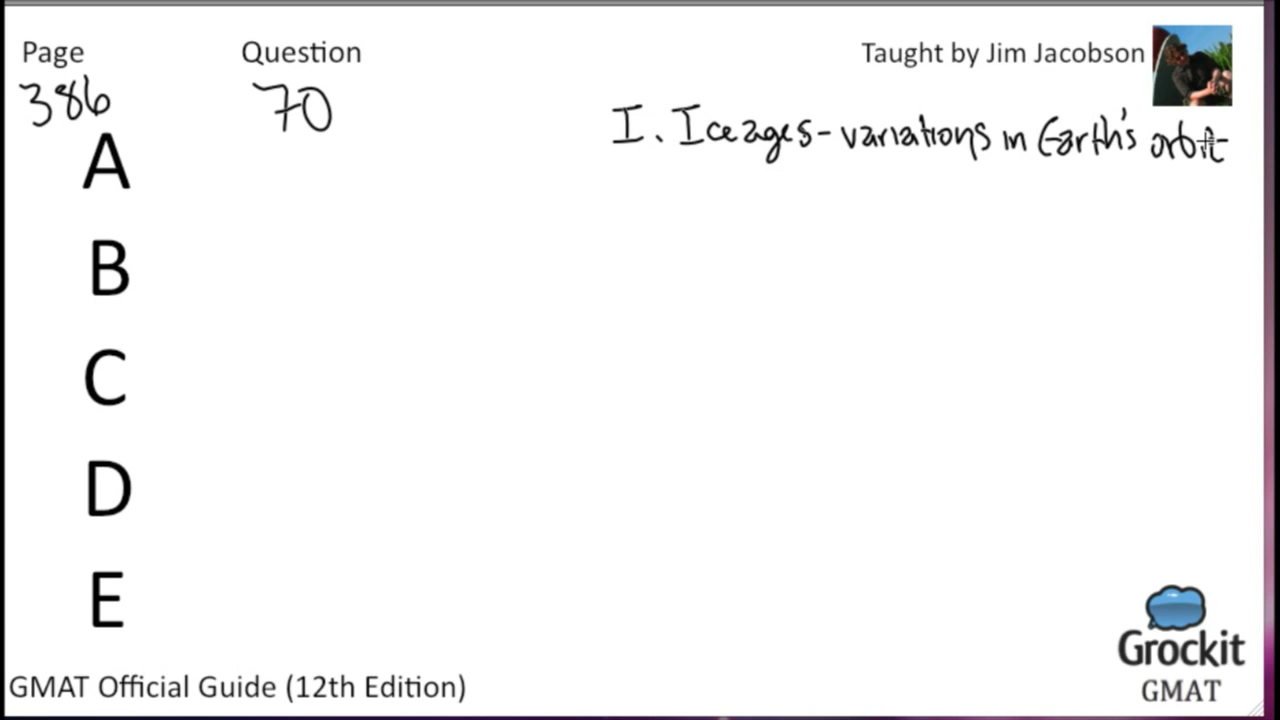 Page Question Taught by Jim Jacobson
386 70
I. Ice ages - variations in Earth's orbit
A
B
C
D
E
Grockit
GMAT
GMAT Official Guide (12th Edition)